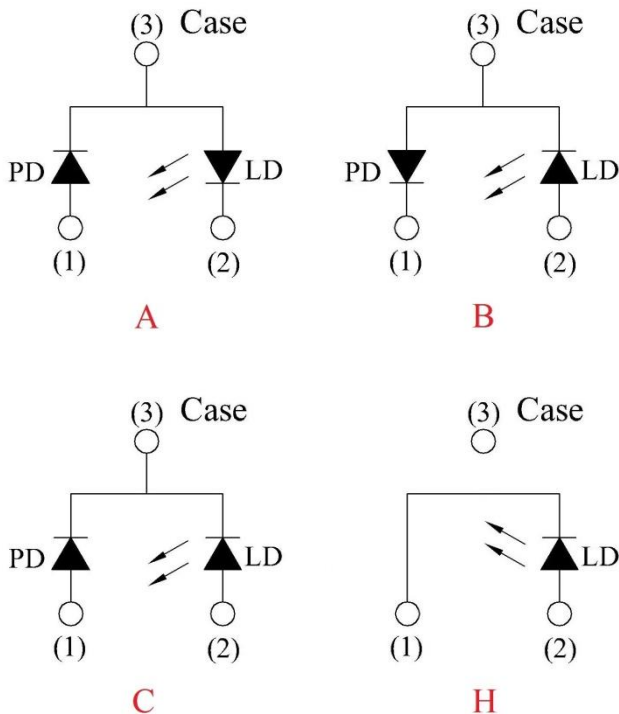 (3) Case
(3) Case
PD
LD
PD
LD
(1)
(2)
(1)
(2)
A
B
(3) Case
(3) Case
PD
LD
LD
(1)
(2)
(1)
(2)
C
H